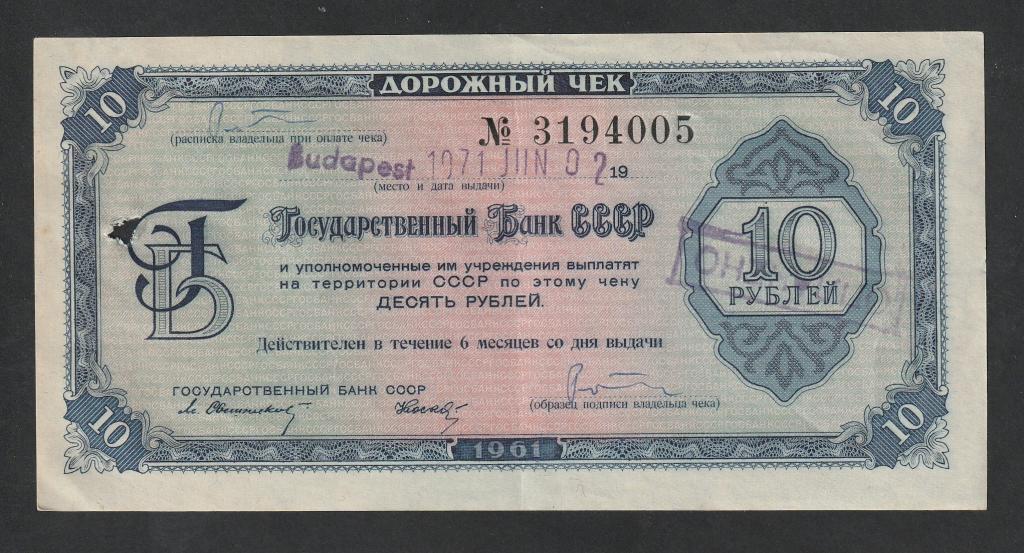 ДОРОЖНЫЙ ЧЕК
10
10
(расписка владельца при оплате чека)
№ 3194005
Budapest 1971 JUN 02 19
(место и дата выдачи)
Государственный Банк СССР
ГБ
и уполномоченные им учреждения выплатят
на территории СССР по этому чеку
ДЕСЯТЬ РУБЛЕЙ.
10
РУБЛЕЙ
Действителен в течение 6 месяцев со дня выдачи
ГОСУДАРСТВЕННЫЙ БАНК СССР
(образец подписи владельца чека)
10
10
1961